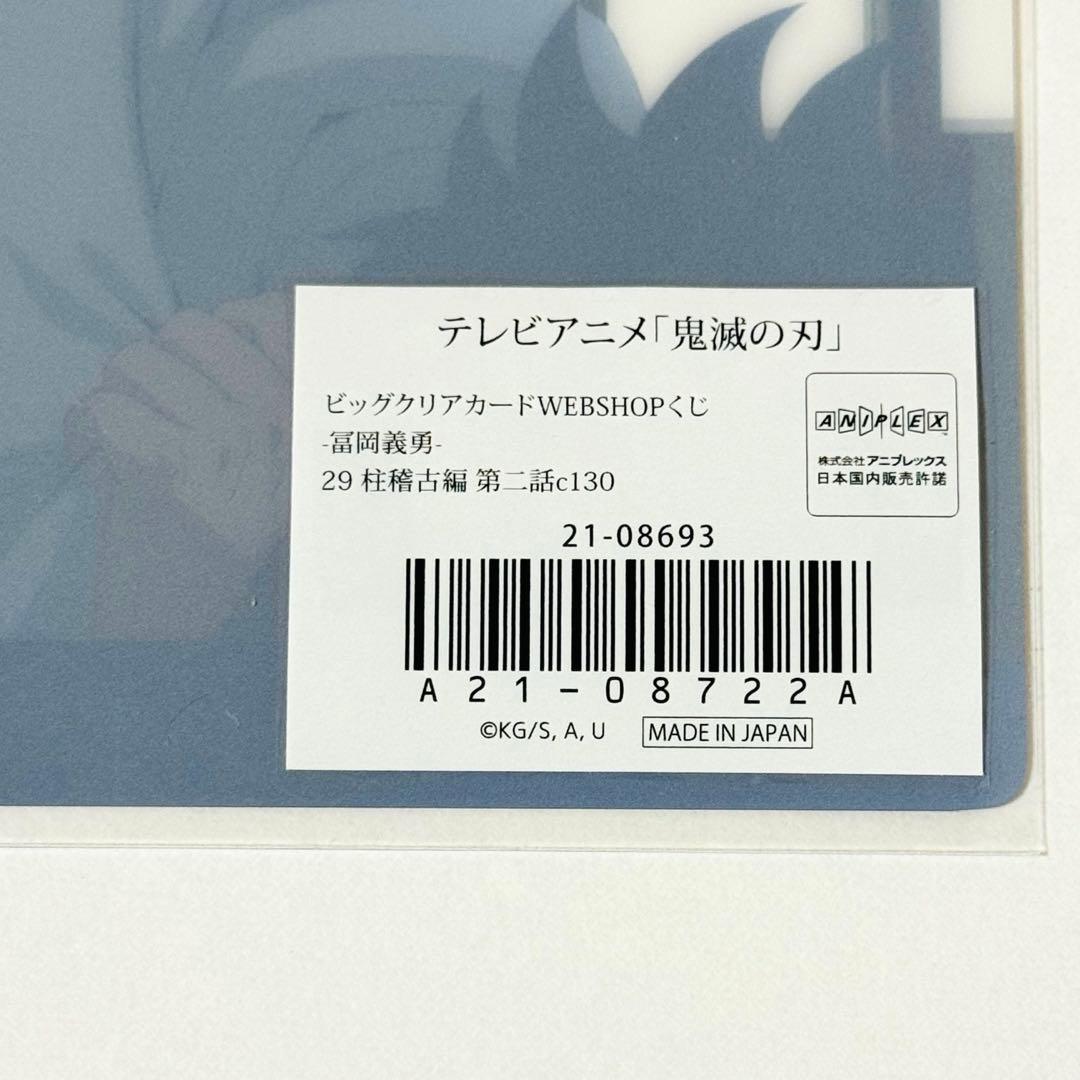 テレビアニメ「鬼滅の刃」
ビッグクリアカードWEBSHOPくじ
-冨岡義勇-
29 柱稽古編 第二話c130
ANIPLEX™
株式会社アニプレックス
日本国内販売許諾
21-08693
A21-08722A
©KG/S, A, U
MADE IN JAPAN